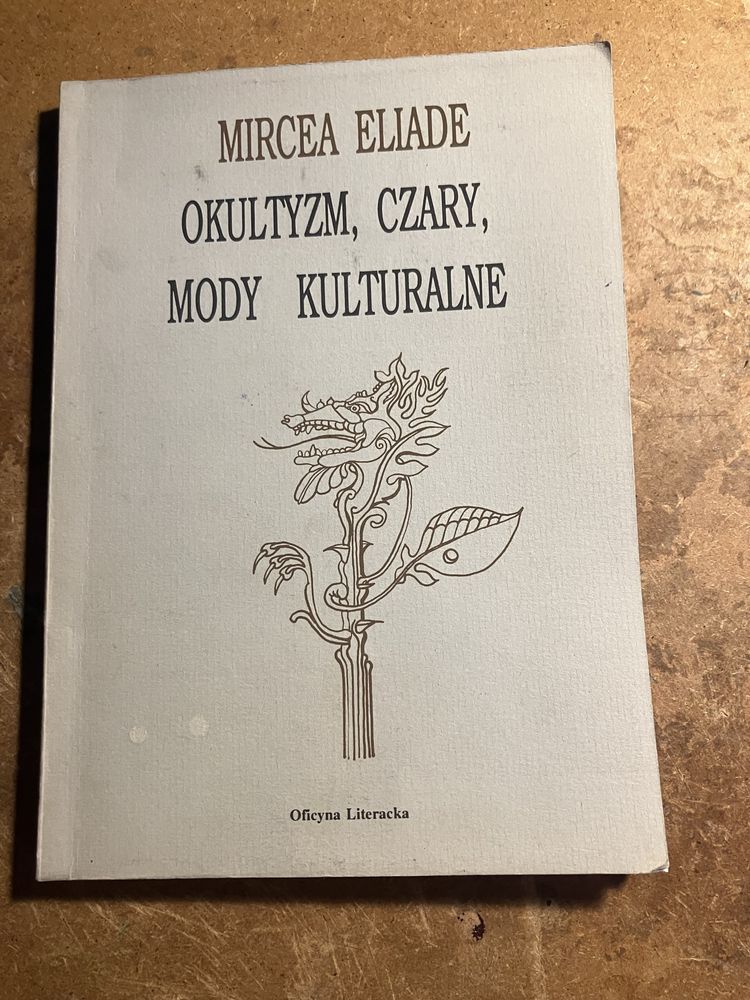 MIRCEA ELIADE
OKULTYZM, CZARY,
MODY KULTURALNE
Oficyna Literacka